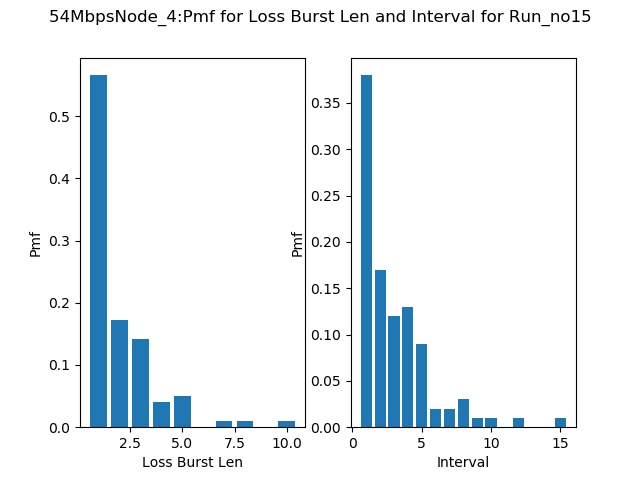 54MbpsNode_4:Pmf for Loss Burst Len and Interval for Run_no15
Pmf
0.5
0.4
0.3
0.2
0.1
0.0
2.5 5.0 7.5 10.0
Loss Burst Len
Pmf
0.35
0.30
0.25
0.20
0.15
0.10
0.05
0.00
0 5 10 15
Interval